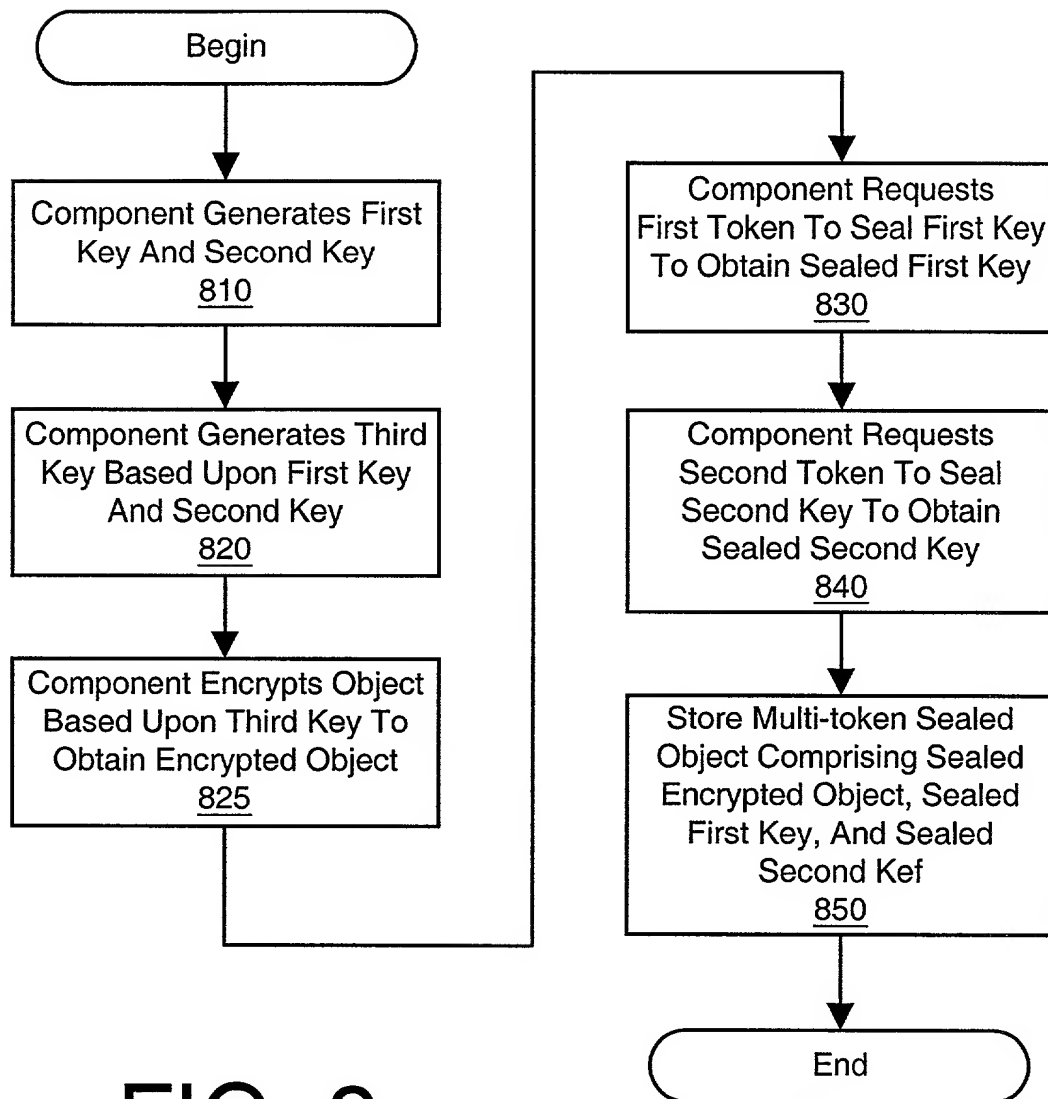 Begin
Component Generates First
Key And Second Key
810
Component Generates Third
Key Based Upon First Key
And Second Key
820
Component Encrypts Object
Based Upon Third Key To
Obtain Encrypted Object
825
Component Requests
First Token To Seal First Key
To Obtain Sealed First Key
830
Component Requests
Second Token To Seal
Second Key To Obtain
Sealed Second Key
840
Store Multi-token Sealed
Object Comprising Sealed
Encrypted Object, Sealed
First Key, And Sealed
Second Kef
850
End
FIG.